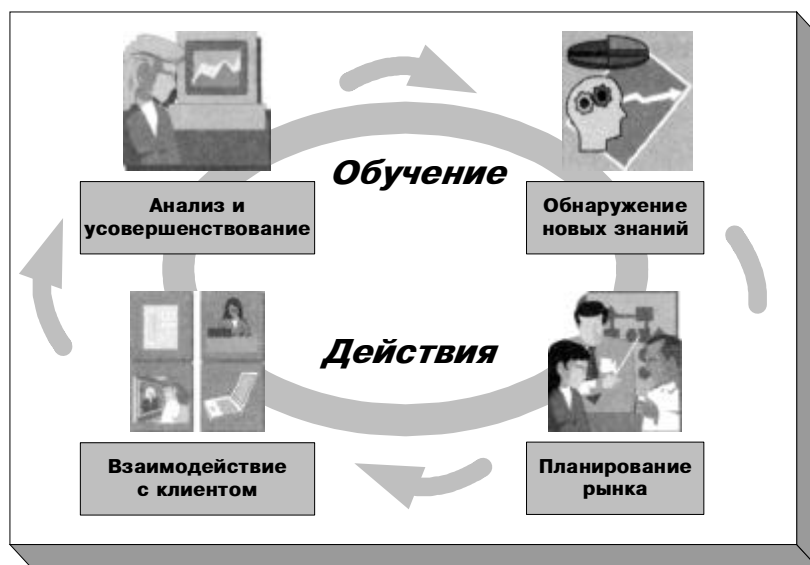 Обучение
Анализ и
усовершенствование
Обнаружение
новых знаний
Действия
Взаимодействие
с клиентом
Планирование
рынка